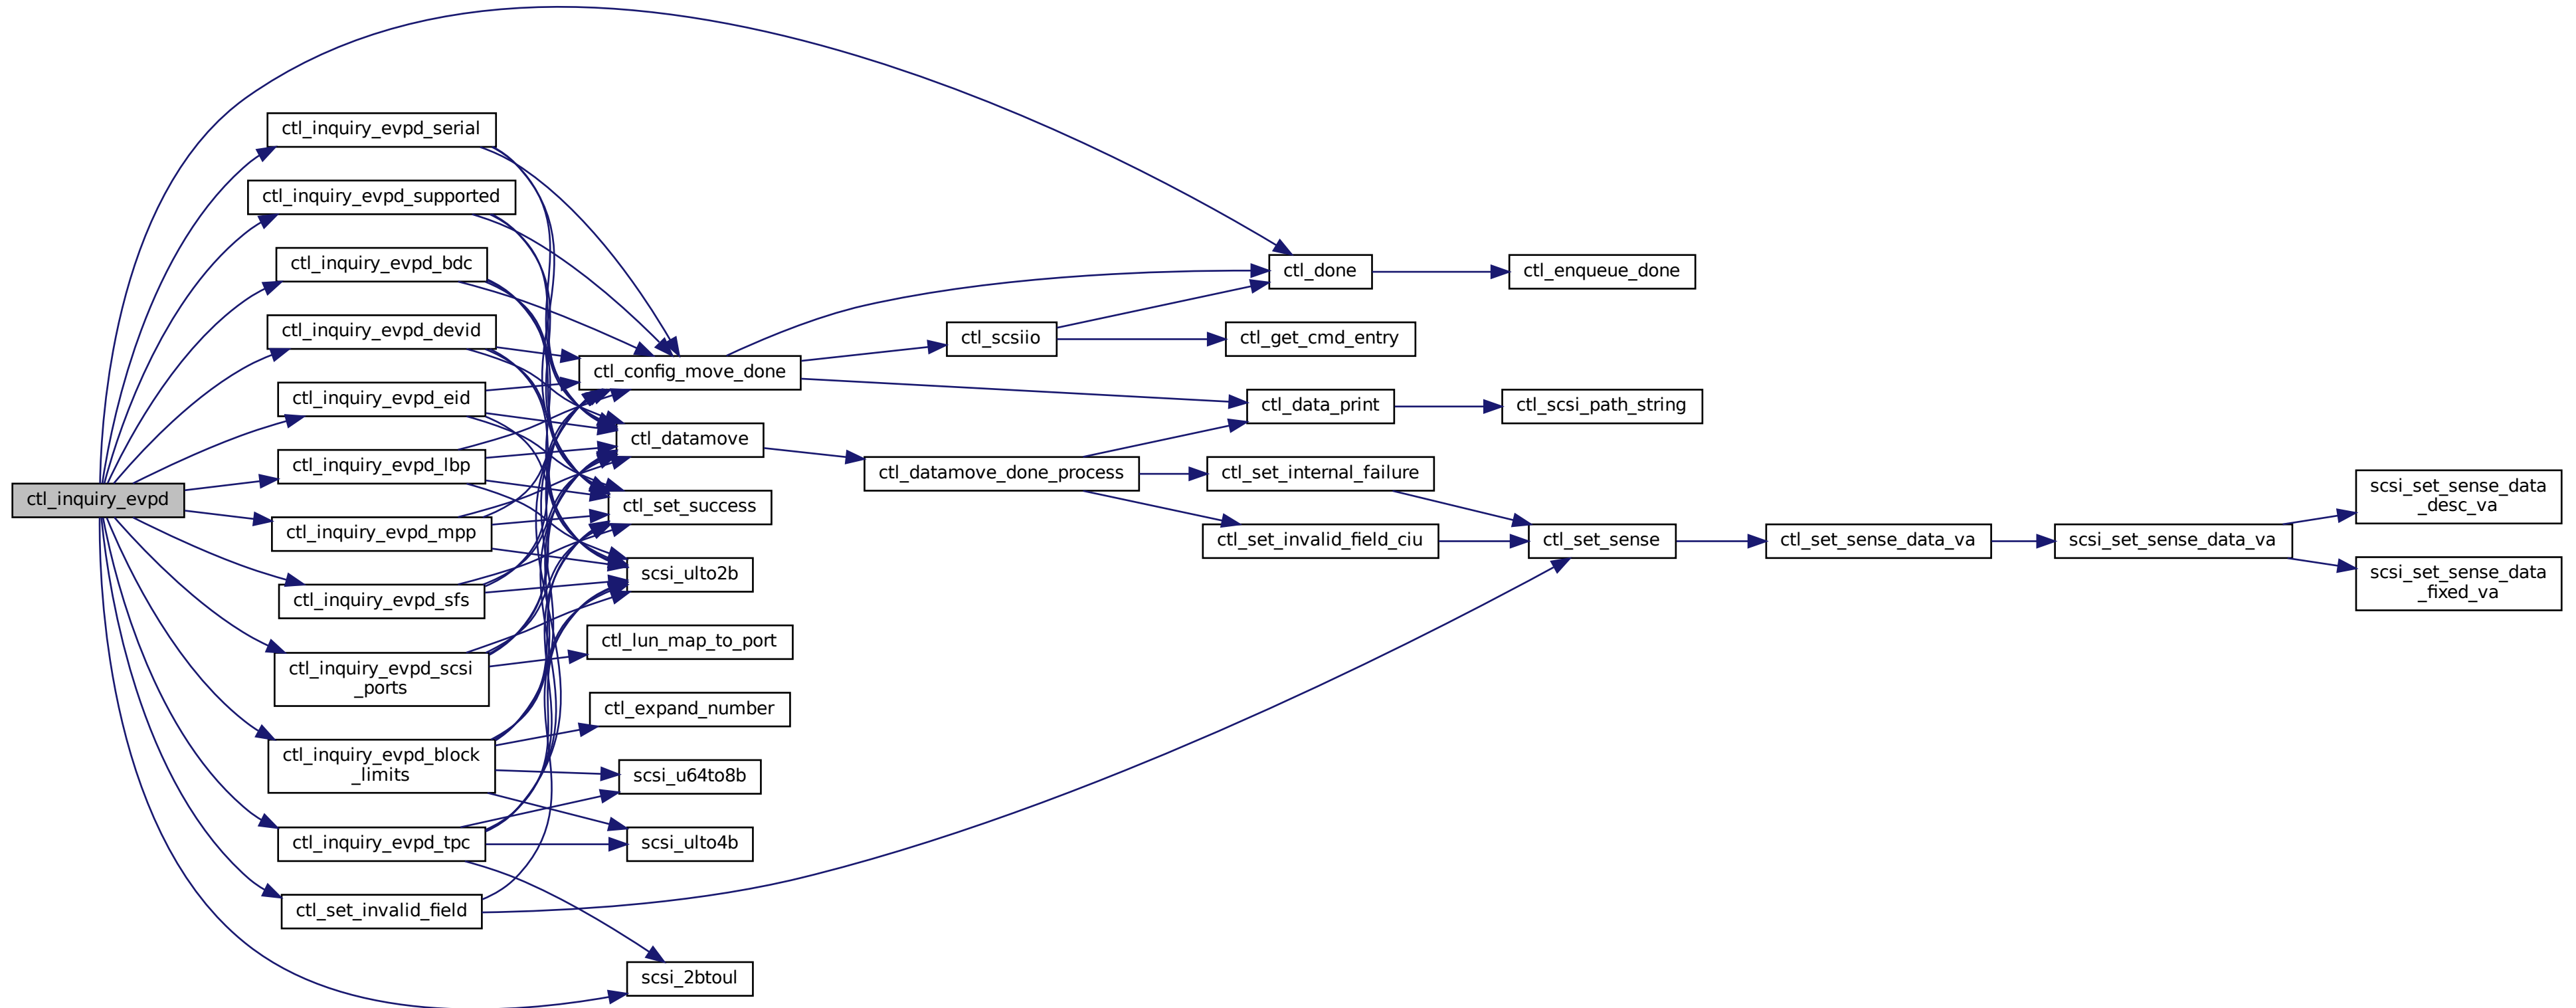 ctl_inquiry_evpd
ctl_inquiry_evpd_serial
ctl_inquiry_evpd_supported
ctl_inquiry_evpd_bdc
ctl_inquiry_evpd_devid
ctl_inquiry_evpd_eid
ctl_inquiry_evpd_lbp
ctl_inquiry_evpd_mpp
ctl_inquiry_evpd_sfs
ctl_inquiry_evpd_scsi
_ports
ctl_inquiry_evpd_block
_limits
ctl_inquiry_evpd_tpc
ctl_set_invalid_field
ctl_config_move_done
ctl_datamove
ctl_set_success
scsi_ulto2b
ctl_lun_map_to_port
ctl_expand_number
scsi_u64to8b
scsi_ulto4b
scsi_2btoul
ctl_scsiio
ctl_datamove_done_process
ctl_done
ctl_get_cmd_entry
ctl_data_print
ctl_set_internal_failure
ctl_set_invalid_field_ciu
ctl_enqueue_done
ctl_scsi_path_string
ctl_set_sense
ctl_set_sense_data_va
scsi_set_sense_data_va
scsi_set_sense_data
_desc_va
scsi_set_sense_data
_fixed_va